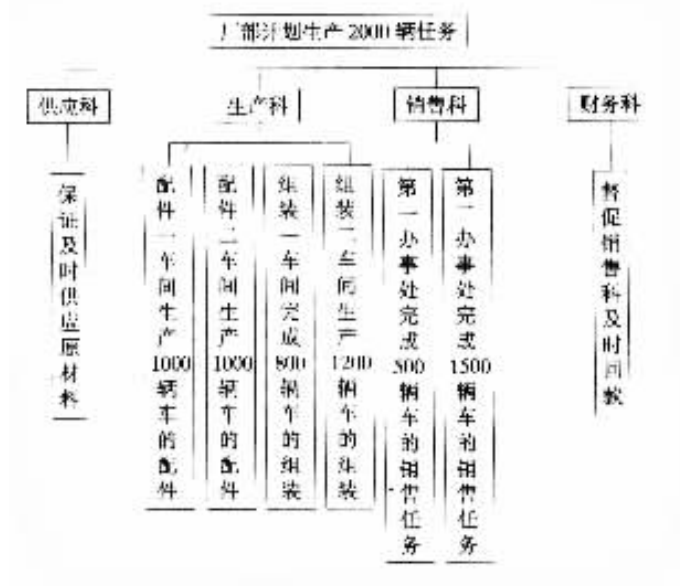 厂部计划生产2000辆任务
供应科
生产科
销售科
财务科
保证及时供应原材料
配件一车间生产1000辆车的配件
配件二车间生产1000辆车的配件
组装一车间完成800辆车的组装
组装二车间生产1200辆车的组装
第一办事处完成500辆车的销售任务
第二办事处完成1500辆车的销售任务
督促销售科及时回款